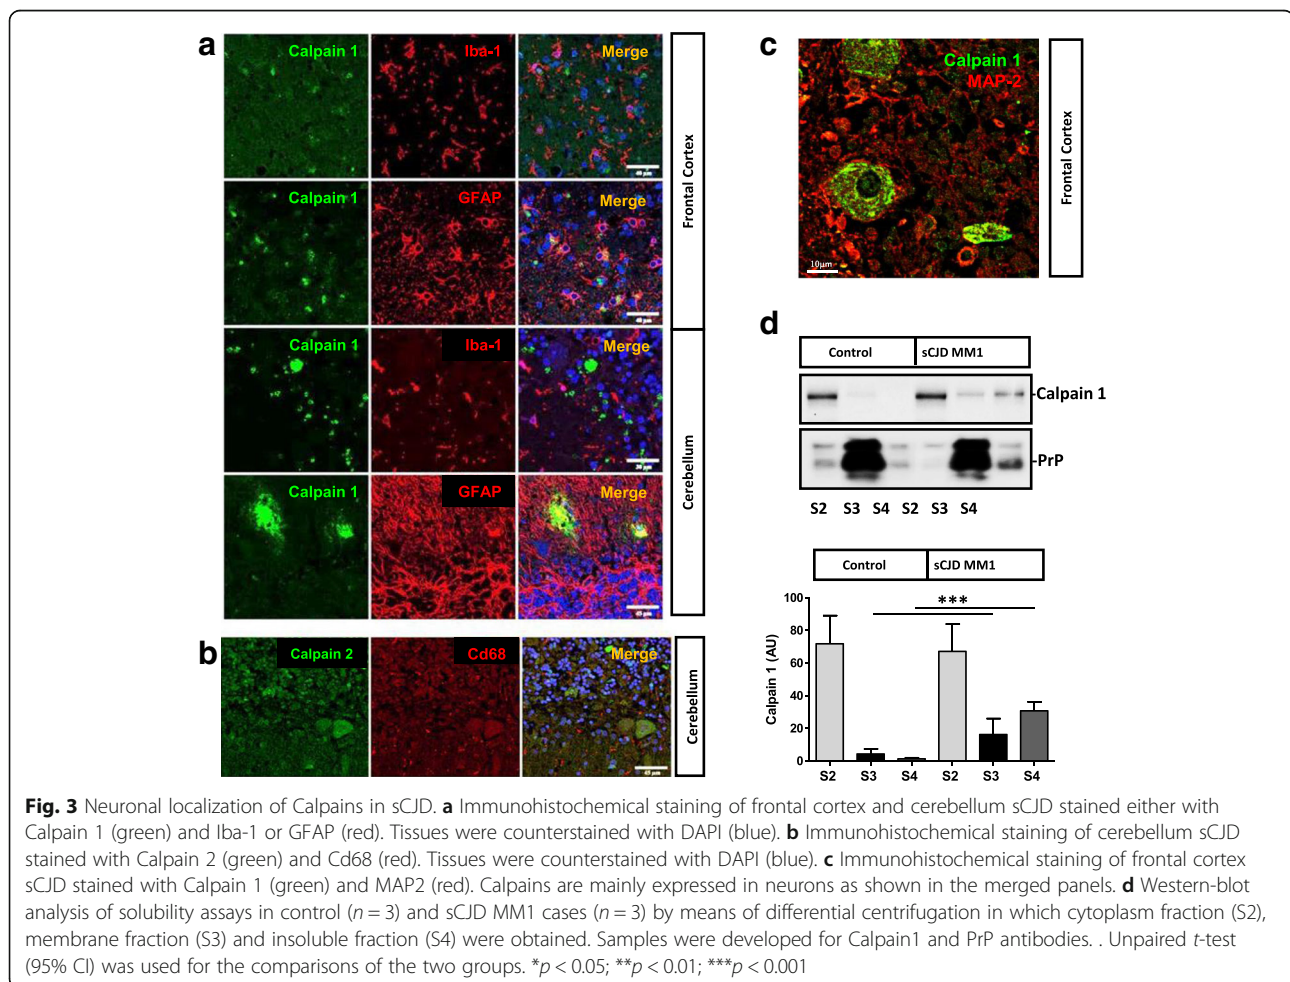 a
Calpain 1
Iba-1
Merge
40 µm
Calpain 1
GFAP
Merge
40 µm
Frontal Cortex
Calpain 1
Iba-1
Merge
Calpain 1
GFAP
Merge
45 µm
Cerebellum
b
Calpain 2
Cd68
Merge
45 µm
Cerebellum
c
Calpain 1
MAP-2
10µm
Frontal Cortex
d
Control sCJD MM1
-Calpain 1
-PrP
S2 S3 S4 S2 S3 S4
Control sCJD MM1
***
Calpain 1 (AU)
100
80
60
40
20
0
S2 S3 S4 S2 S3 S4
Fig. 3 Neuronal localization of Calpains in sCJD. a Immunohistochemical staining of frontal cortex and cerebellum sCJD stained either with
Calpain 1 (green) and Iba-1 or GFAP (red). Tissues were counterstained with DAPI (blue). b Immunohistochemical staining of cerebellum sCJD
stained with Calpain 2 (green) and Cd68 (red). Tissues were counterstained with DAPI (blue). c Immunohistochemical staining of frontal cortex
sCJD stained with Calpain 1 (green) and MAP2 (red). Calpains are mainly expressed in neurons as shown in the merged panels. d Western-blot
analysis of solubility assays in control (n = 3) and sCJD MM1 cases (n = 3) by means of differential centrifugation in which cytoplasm fraction (S2),
membrane fraction (S3) and insoluble fraction (S4) were obtained. Samples were developed for Calpain1 and PrP antibodies. . Unpaired t-test
(95% CI) was used for the comparisons of the two groups. *p < 0.05; **p < 0.01; ***p < 0.001